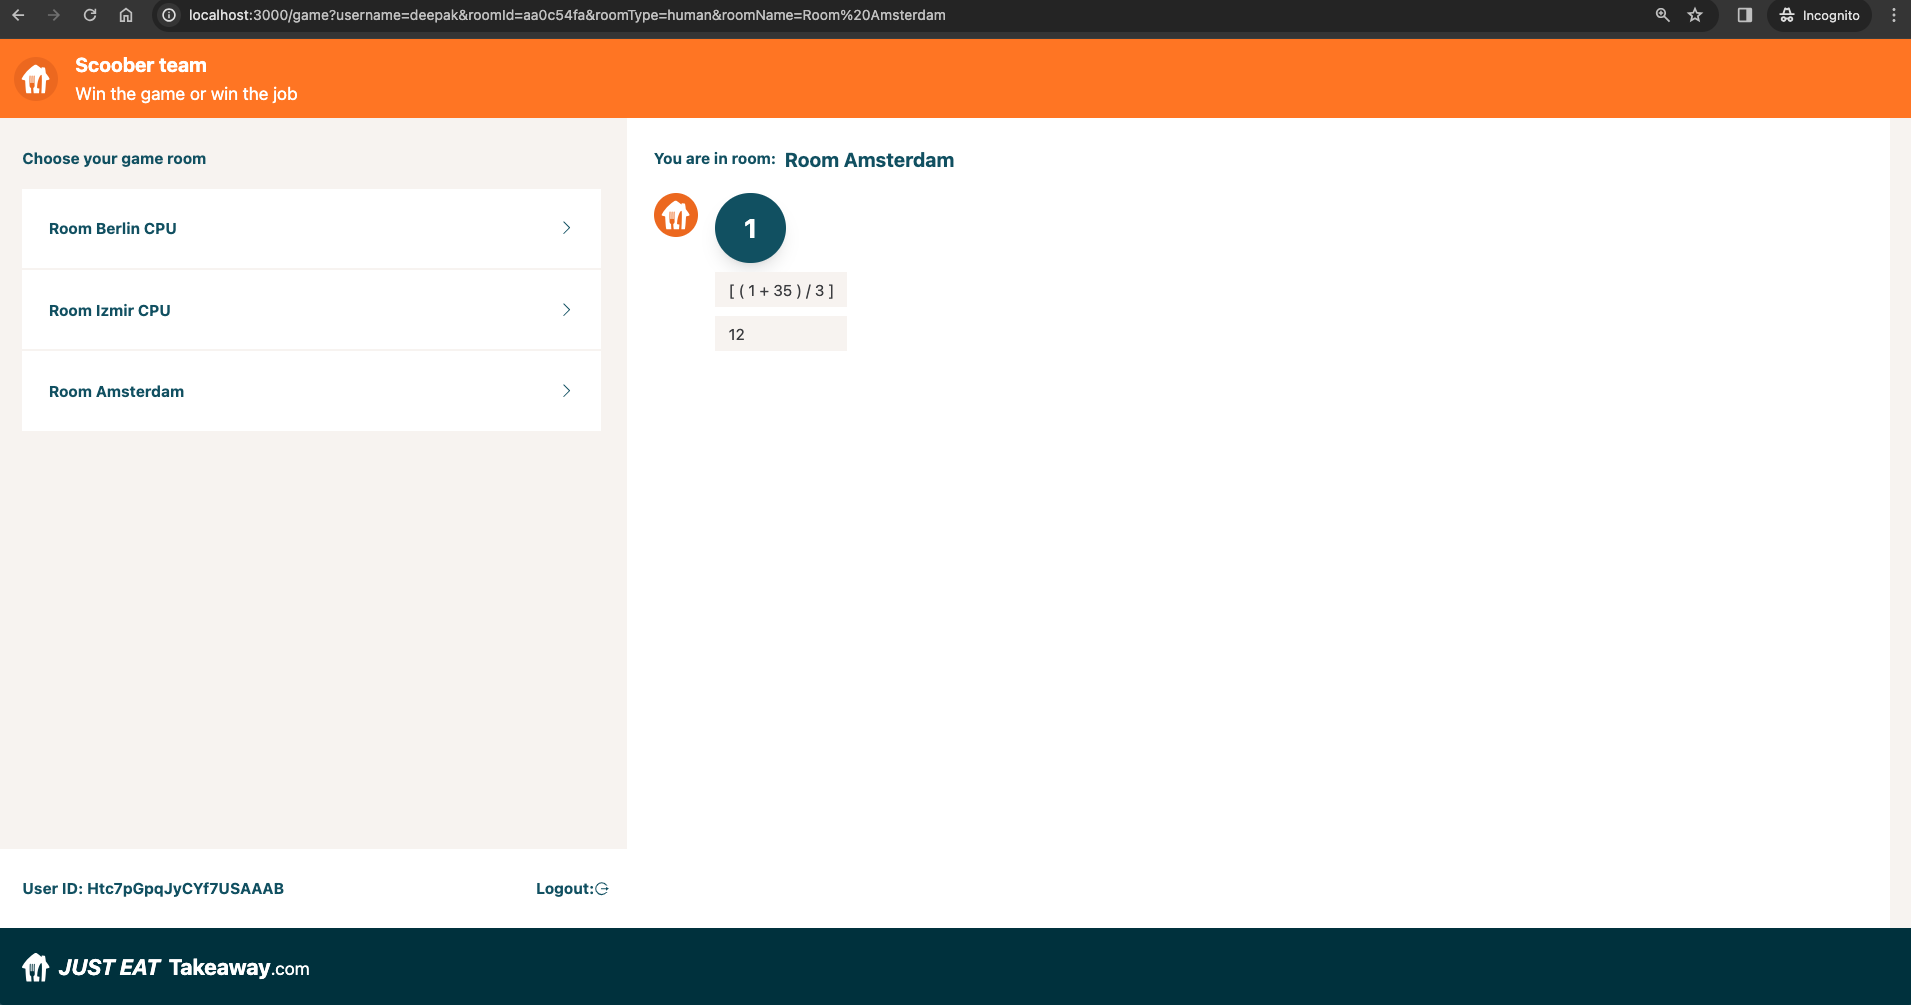 localhost:3000/game?username=deepak&roomId=aa0c54fa&roomType=human&roomName=Room%20Amsterdam
Incognito
Scoober team
Win the game or win the job
Choose your game room
Room Berlin CPU
Room Izmir CPU
Room Amsterdam
You are in room: Room Amsterdam
1
[ ( 1 + 35 ) / 3 ]
12
User ID: Htc7pGpqJyCYf7USAAAB
Logout:
JUST EAT Takeaway.com